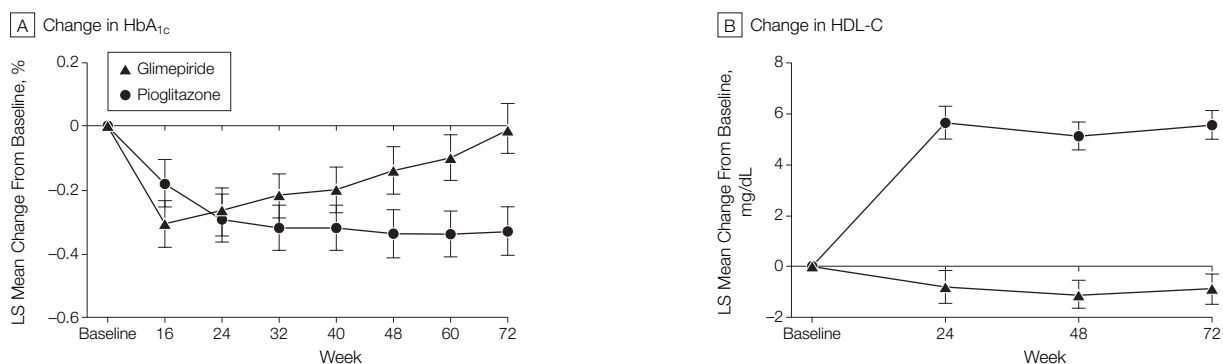 A Change in HbA1c
LS Mean Change From Baseline, %
0.2
0
–0.2
–0.4
–0.6
Glimepiride
Pioglitazone
Baseline 16 24 32 40 48 60 72
Week
B Change in HDL-C
LS Mean Change From Baseline,
mg/dL
8
6
4
2
0
–2
Baseline 24 48 72
Week